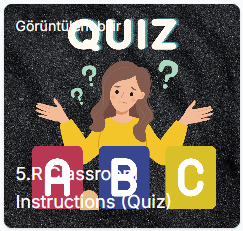 Görüntülenebilir
QUIZ
A B C
5.R Classroom
Instructions (Quiz)